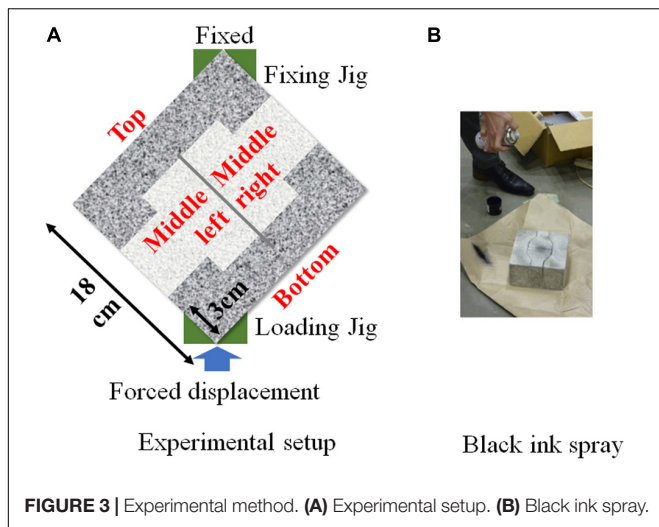 A
B
Fixed
Fixing Jig
Top
Middle
right
Middle
left
Bottom
18
cm
3cm
Loading Jig
Forced displacement
Experimental setup
Black ink spray
FIGURE 3 | Experimental method. (A) Experimental setup. (B) Black ink spray.